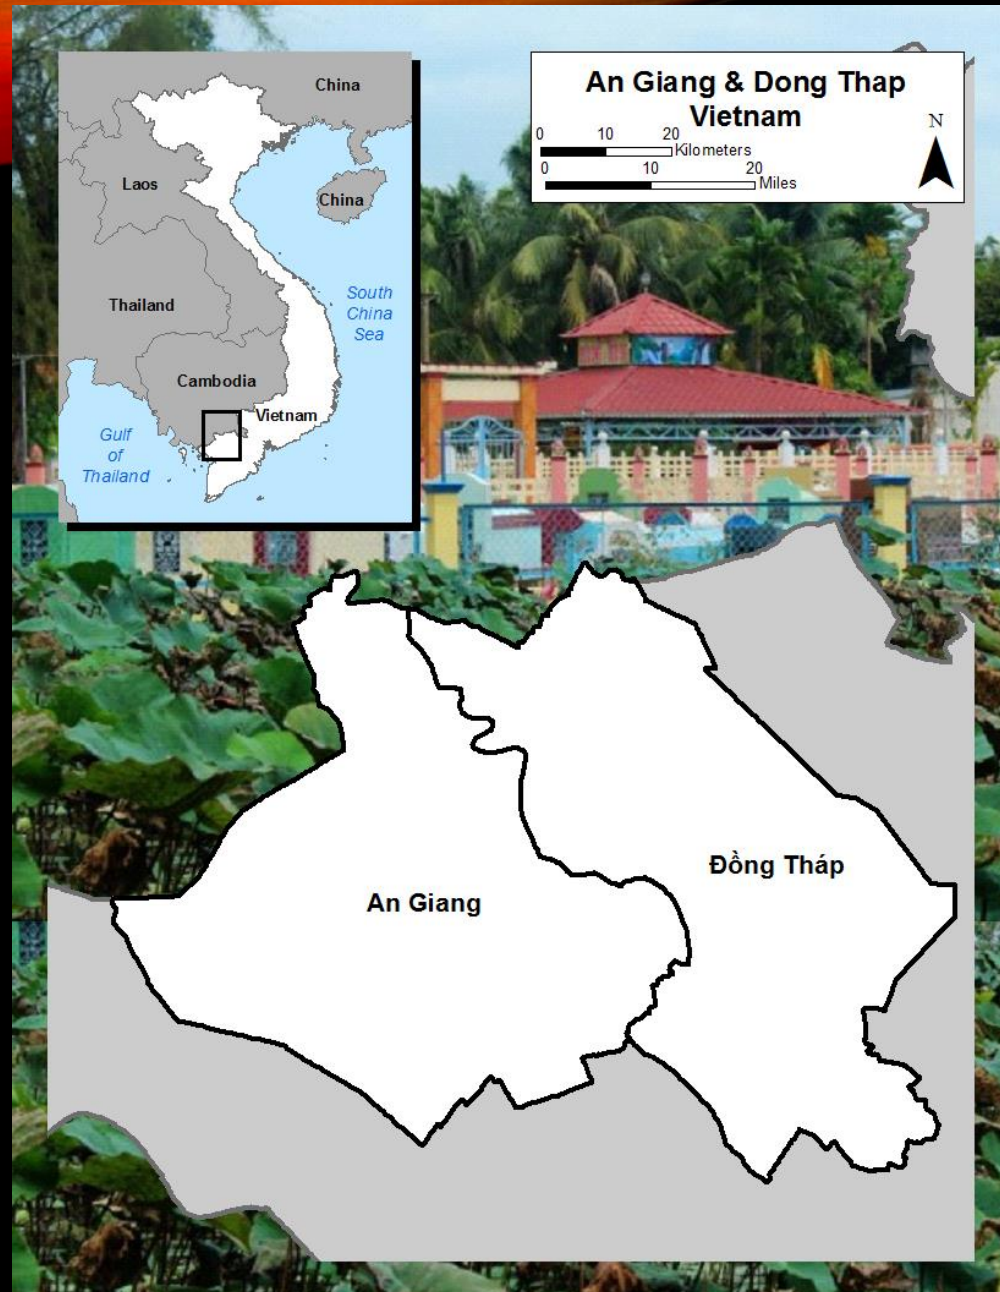 An Giang & Dong Thap
Vietnam
N
0 10 20
Kilometers
0 10 20
Miles
China
Laos
China
Thailand
South
China
Sea
Cambodia
Vietnam
Gulf
of
Thailand
Đồng Tháp
An Giang